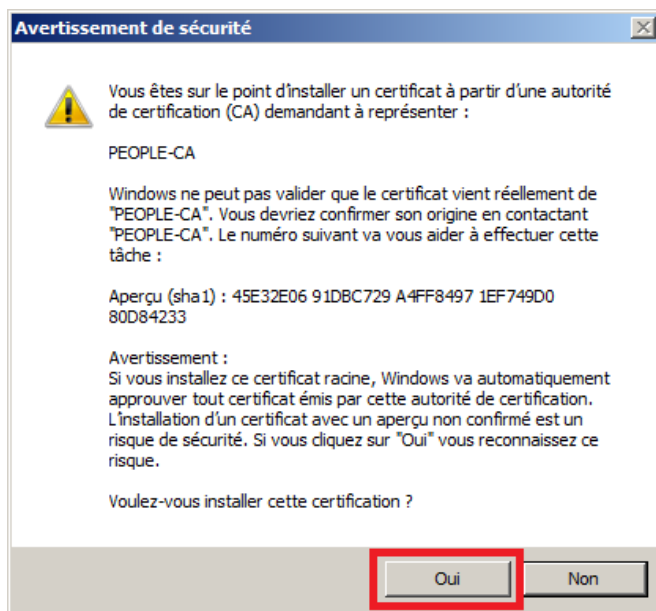 Avertissement de sécurité
Vous êtes sur le point d'installer un certificat à partir d'une autorité
de certification (CA) demandant à représenter :
PEOPLE-CA
Windows ne peut pas valider que le certificat vient réellement de
"PEOPLE-CA". Vous devriez confirmer son origine en contactant
"PEOPLE-CA". Le numéro suivant va vous aider à effectuer cette
tâche :
Aperçu (sha1) : 45E32E06 91DBC729 A4FF8497 1EF749D0
80D84233
Avertissement :
Si vous installez ce certificat racine, Windows va automatiquement
approuver tout certificat émis par cette autorité de certification.
L'installation d'un certificat avec un aperçu non confirmé est un
risque de sécurité. Si vous cliquez sur "Oui" vous reconnaissez ce
risque.
Voulez-vous installer cette certification ?
Oui
Non